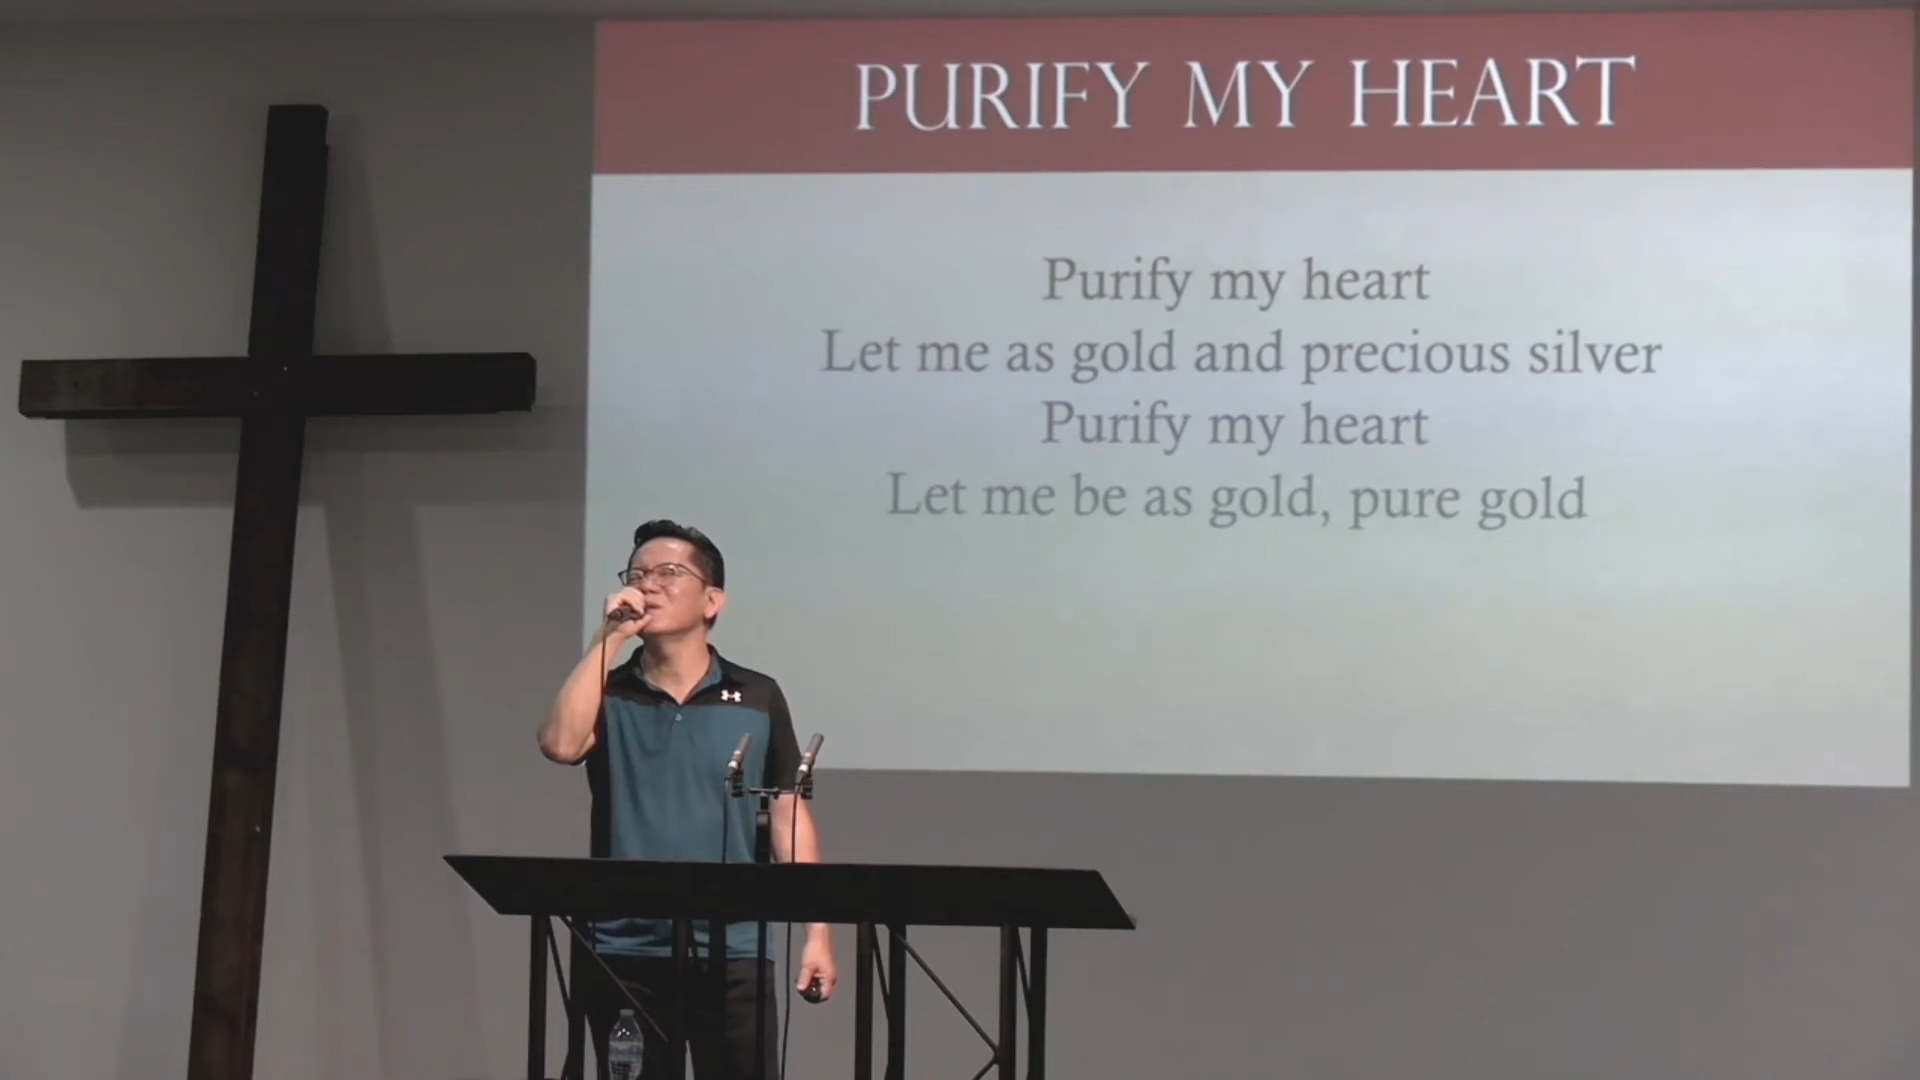 PURIFY MY HEART
Purify my heart
Let me as gold and precious silver
Purify my heart
Let me be as gold, pure gold